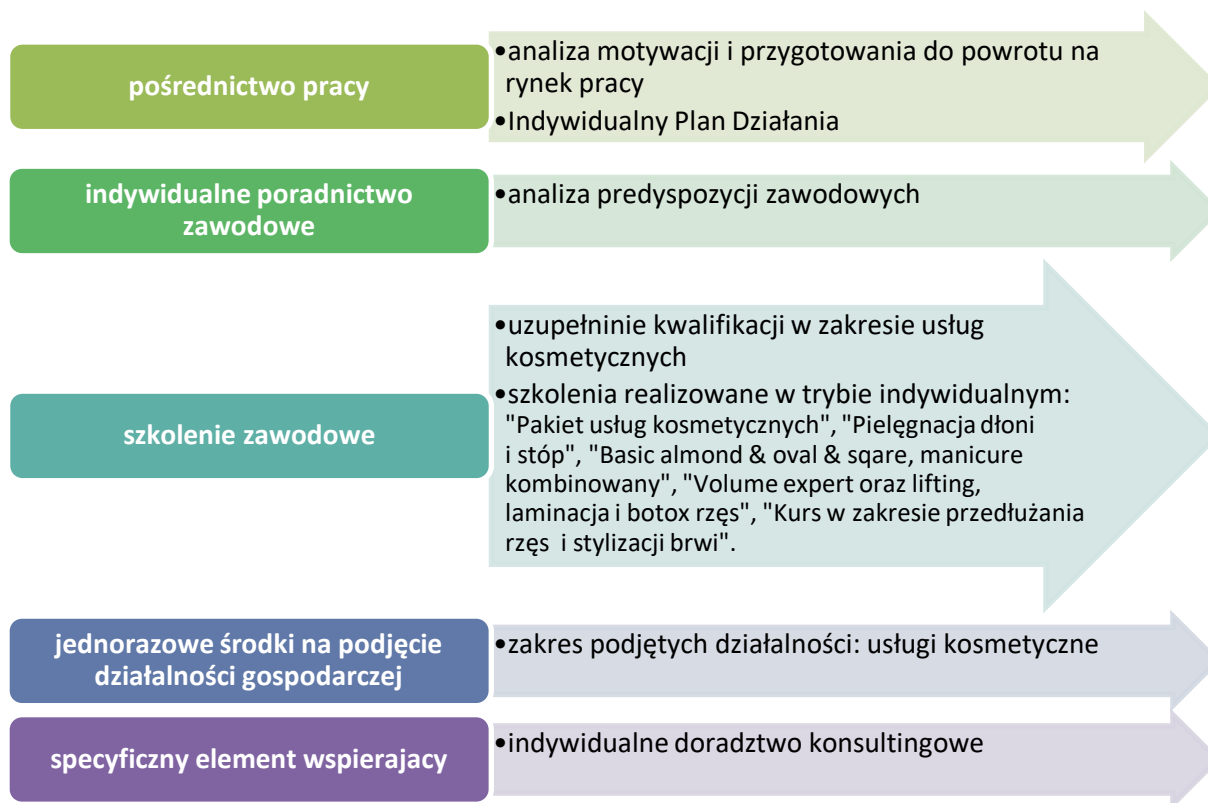 pośrednictwo pracy
•analiza motywacji i przygotowania do powrotu na
rynek pracy
•Indywidualny Plan Działania
indywidualne poradnictwo
zawodowe
•analiza predyspozycji zawodowych
szkolenie zawodowe
•uzupełninie kwalifikacji w zakresie usług
kosmetycznych
•szkolenia realizowane w trybie indywidualnym:
"Pakiet usług kosmetycznych", "Pielęgnacja dłoni
i stóp", "Basic almond & oval & sqare, manicure
kombinowany", "Volume expert oraz lifting,
laminacja i botox rzęs", "Kurs w zakresie przedłużania
rzęs i stylizacji brwi".
jednorazowe środki na podjęcie
działalności gospodarczej
•zakres podjętych działalności: usługi kosmetyczne
specyficzny element wspierajacy
•indywidualne doradztwo konsultingowe